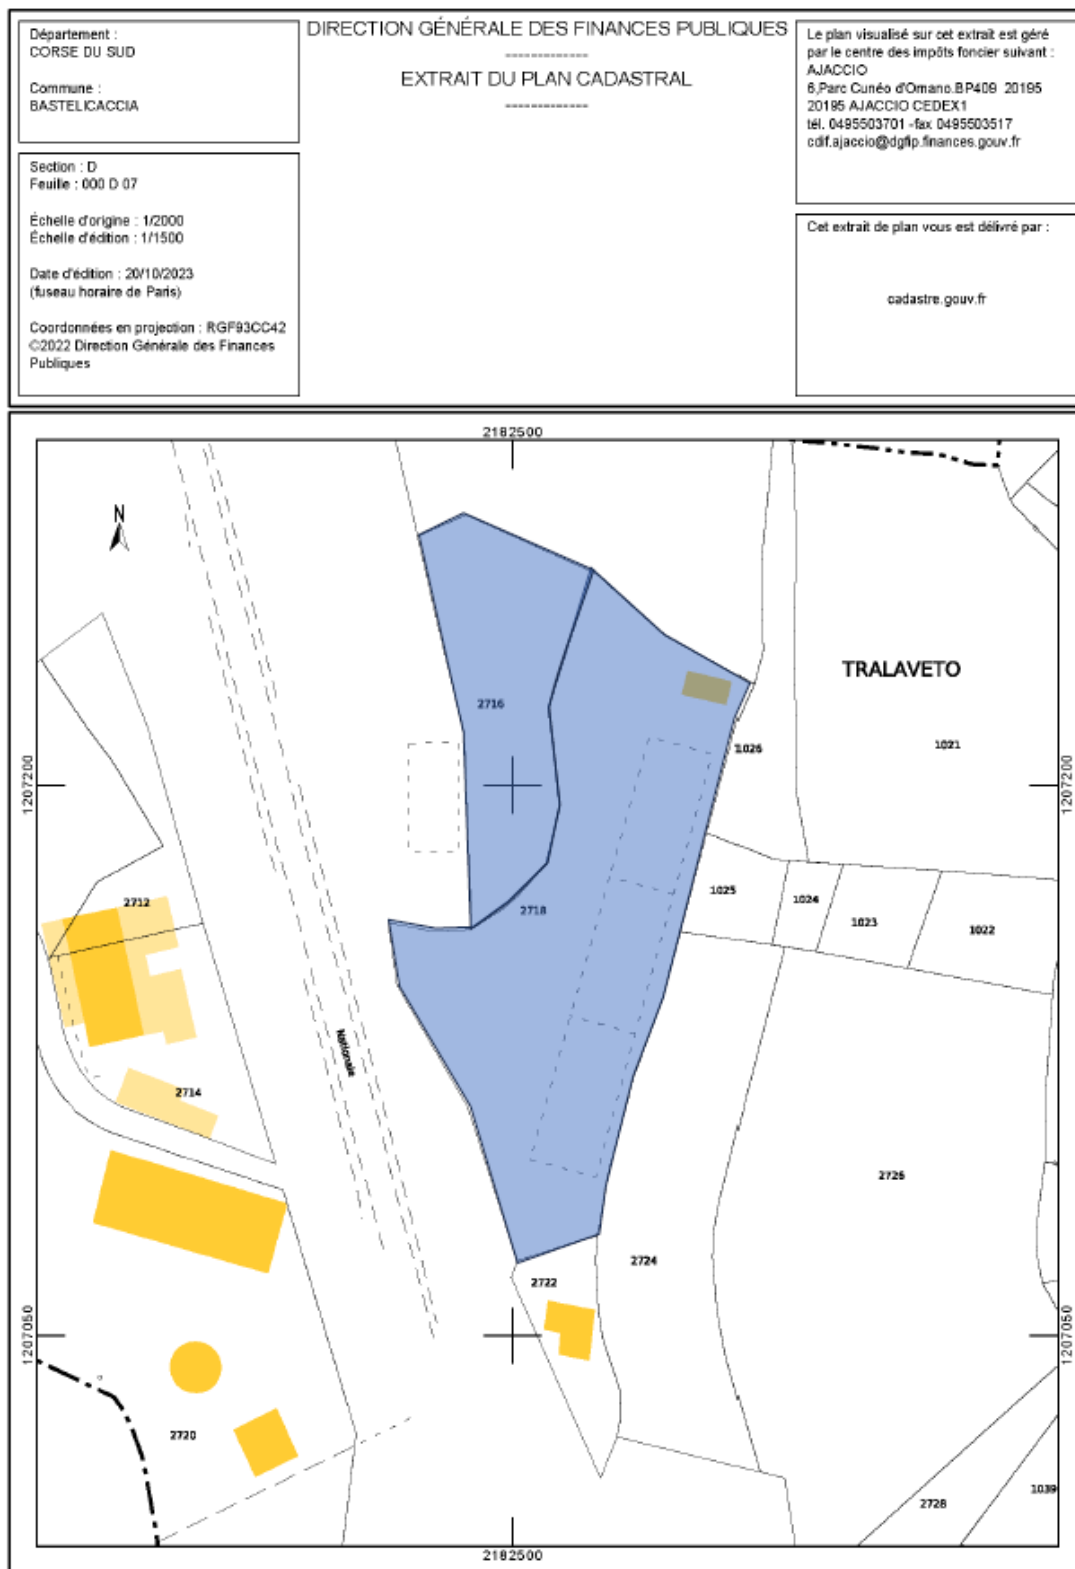 Département :
CORSE DU SUD
Commune :
BASTELICACCIA
Section : D
Feuille : 000 D 07
Échelle d'origine : 1/2000
Échelle d'édition : 1/1500
Date d'édition : 20/10/2023
(fuseau horaire de Paris)
Coordonnées en projection : RGF93CC42
©2022 Direction Générale des Finances
Publiques
DIRECTION GÉNÉRALE DES FINANCES PUBLIQUES
-------------
EXTRAIT DU PLAN CADASTRAL
-------------
Le plan visualisé sur cet extrait est géré
par le centre des impôts foncier suivant :
AJACCIO
6,Parc Cunéo d'Ornano.BP409 20195
20195 AJACCIO CEDEX1
tél. 0495503701 -fax 0495503517
cdif.ajaccio@dgfip.finances.gouv.fr
Cet extrait de plan vous est délivré par :
cadastre.gouv.fr
2182500
N
TRALAVETO
2716
1026
1021
1207200
1207200
2712
2718
1025
1024
1023
1022
Nationale
2714
2726
2724
2722
1207050
1207050
2720
2728
1039
2182500